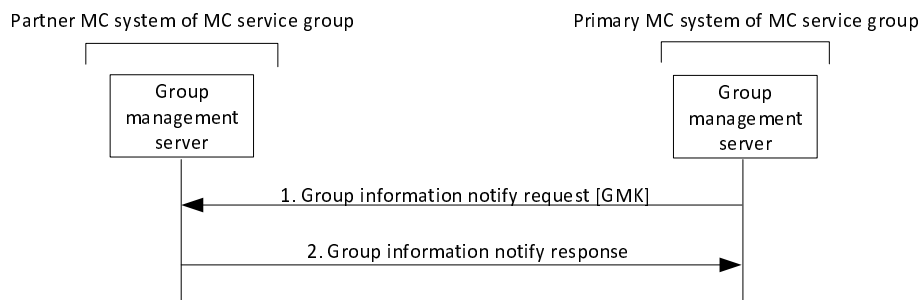 Partner MC system of MC service group
Primary MC system of MC service group
Group
management
server
Group
management
server
1. Group information notify request [GMK]
2. Group information notify response